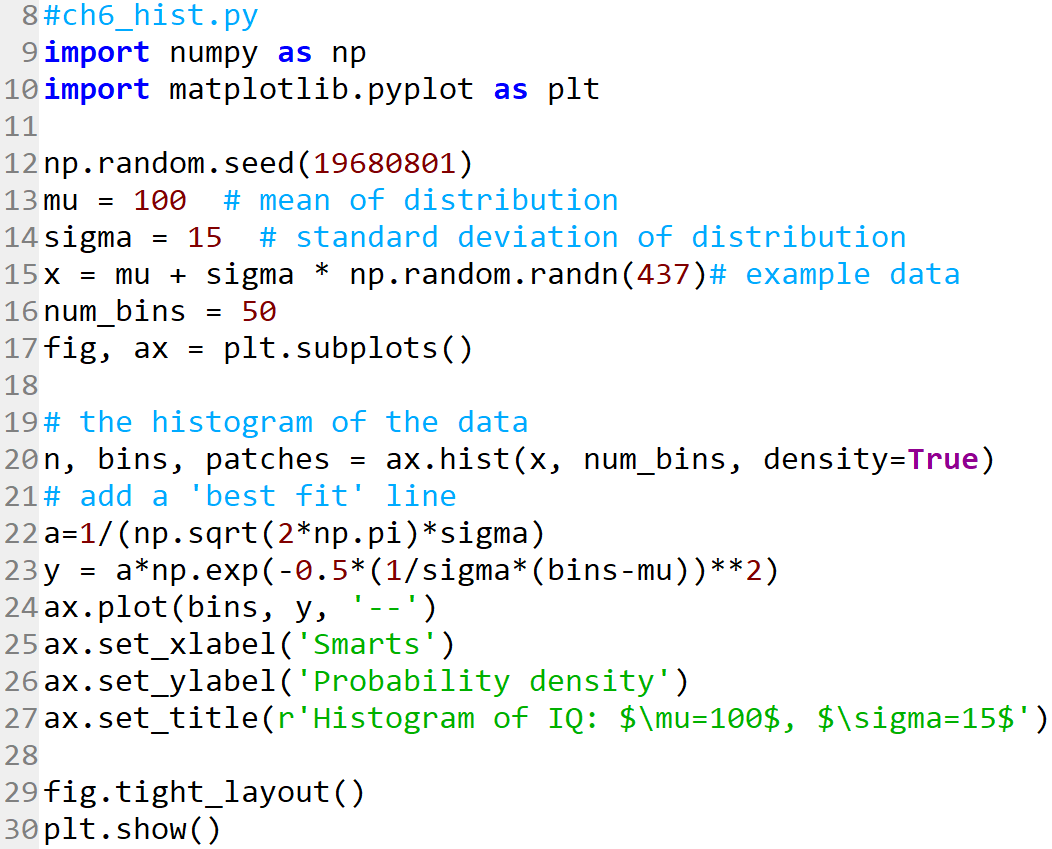 8 #ch6_hist.py
9 import numpy as np
10 import matplotlib.pyplot as plt
11
12 np.random.seed(19680801)
13 mu = 100  # mean of distribution
14 sigma = 15  # standard deviation of distribution
15 x = mu + sigma * np.random.randn(437)# example data
16 num_bins = 50
17 fig, ax = plt.subplots()
18
19 # the histogram of the data
20 n, bins, patches = ax.hist(x, num_bins, density=True)
21 # add a 'best fit' line
22 a=1/(np.sqrt(2*np.pi)*sigma)
23 y = a*np.exp(-0.5*(1/sigma*(bins-mu))**2)
24 ax.plot(bins, y, '--')
25 ax.set_xlabel('Smarts')
26 ax.set_ylabel('Probability density')
27 ax.set_title(r'Histogram of IQ: $\mu=100$, $\sigma=15$')
28
29 fig.tight_layout()
30 plt.show()